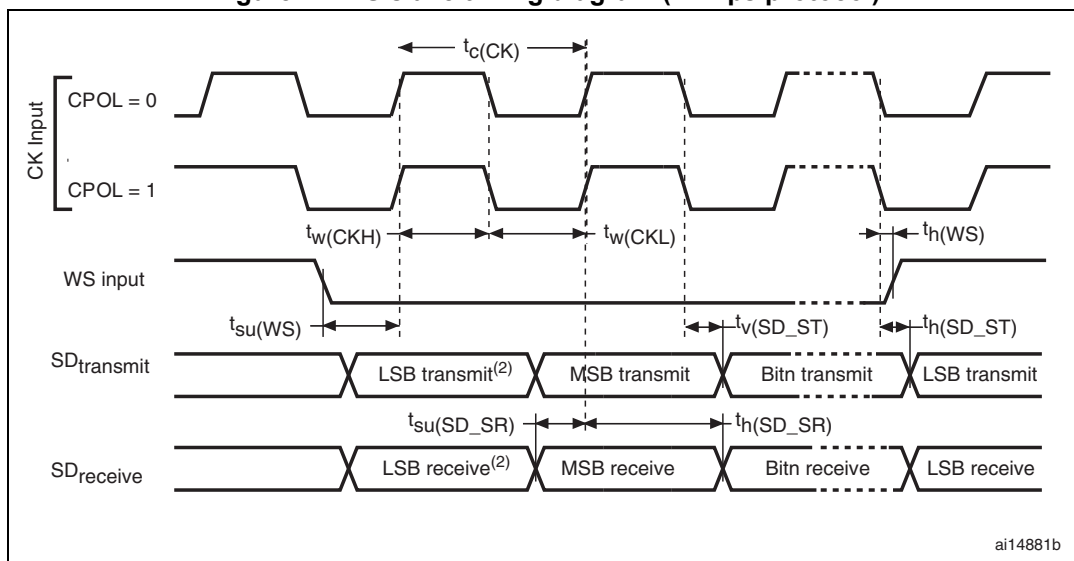 tc(CK)
CK Input
CPOL = 0
CPOL = 1
tw(CKH)
tw(CKL)
th(WS)
WS input
tsu(WS)
tv(SD_ST)
th(SD_ST)
SDtransmit
LSB transmit(2)
MSB transmit
Bitn transmit
LSB transmit
tsu(SD_SR)
th(SD_SR)
SDreceive
LSB receive(2)
MSB receive
Bitn receive
LSB receive
ai14881b